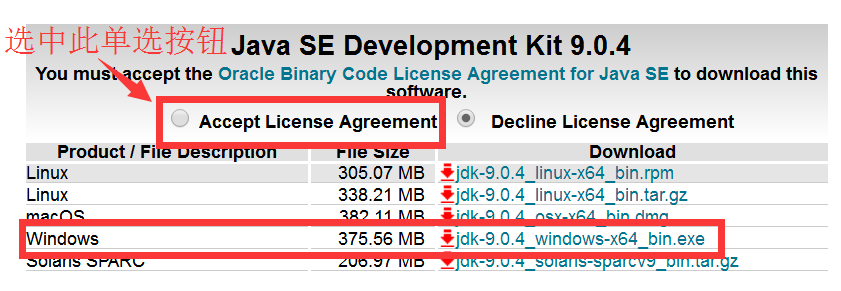 选中此单选按钮
Java SE Development Kit 9.0.4
You must accept the Oracle Binary Code License Agreement for Java SE to download this
software.
Accept License Agreement Decline License Agreement
Product / File Description File Size Download
Linux 305.07 MB jdk-9.0.4_linux-x64_bin.rpm
Linux 338.21 MB jdk-9.0.4_linux-x64_bin.tar.gz
macOS 382.11 MB jdk-9.0.4_osx-x64_bin.dmg
Windows 375.56 MB jdk-9.0.4_windows-x64_bin.exe
Solaris SPARC 206.97 MB jdk-9.0.4_solaris-sparcv9_bin.tar.gz